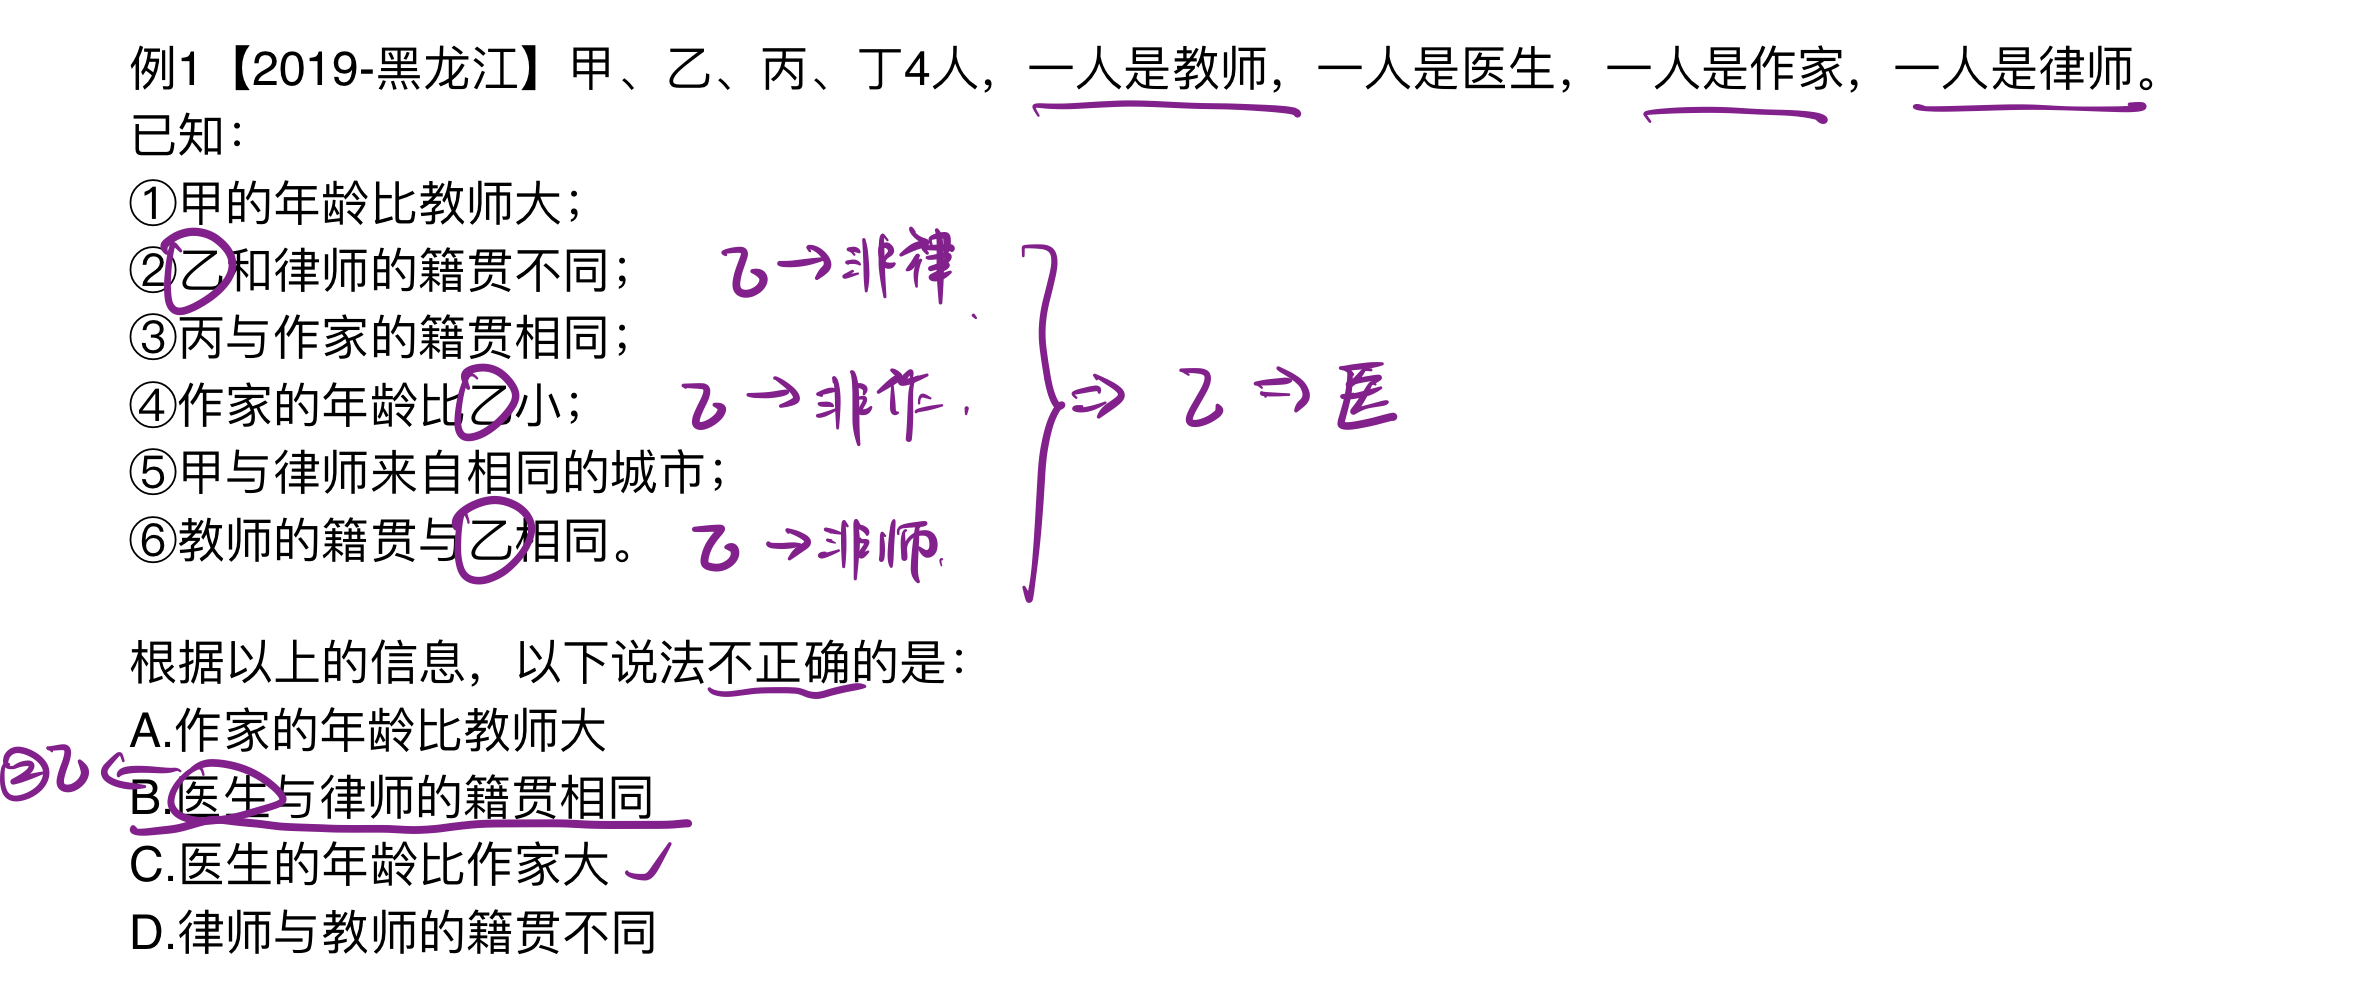 例1【2019-黑龙江】甲、乙、丙、丁4人，一人是教师，一人是医生，一人是作家，一人是律师。
已知：
①甲的年龄比教师大；
②乙和律师的籍贯不同； 乙→非律
③丙与作家的籍贯相同；
④作家的年龄比乙小； 乙→非作 ⇒ 乙⇒医
⑤甲与律师来自相同的城市；
⑥教师的籍贯与乙相同。 乙→非师
根据以上的信息，以下说法不正确的是：
A.作家的年龄比教师大
②乙← B.医生与律师的籍贯相同
C.医生的年龄比作家大 ✓
D.律师与教师的籍贯不同